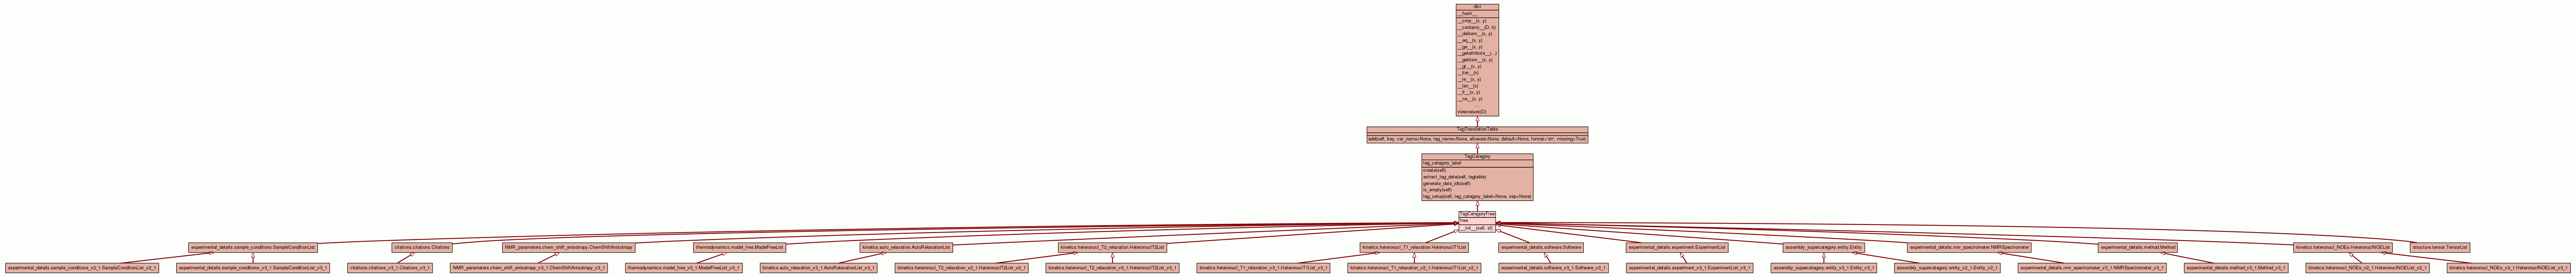 dict
__hash__
__cmp__(x, y)
__contains__(D, k)
__delitem__(x, y)
__eq__(x, y)
__ge__(x, y)
__getattribute__(...)
__getitem__(x, y)
__gt__(x, y)
__iter__(x)
__le__(x, y)
__len__(x)
__lt__(x, y)
__ne__(x, y)
...
viewvalues(D)
TagTranslationTable
add(self, key, var_name=None, tag_name=None, allowed=None, default=None, format='str', missing=True)
TagCategory
tag_category_label
create(self)
extract_tag_data(self, tagtable)
generate_data_ids(self)
is_empty(self)
tag_setup(self, tag_category_label=None, sep=None)
TagCategoryFree
free
__init__(self, sf)
experimental_details.sample_conditions.SampleConditionList
citations.citations.Citations
NMR_parameters.chem_shift_anisotropy.ChemShiftAnisotropy
thermodynamics.model_free.ModelFreeList
kinetics.auto_relaxation.AutoRelaxationList
kinetics.heteronucl_T2_relaxation.HeteronuclT2List
kinetics.heteronucl_T1_relaxation.HeteronuclT1List
experimental_details.software.Software
experimental_details.experiment.ExperimentList
assembly_supercategory.entity.Entity
experimental_details.nmr_spectrometer.NMRSpectrometer
experimental_details.method.Method
kinetics.heteronucl_NOEs.HeteronuclNOEList
structure.tensor.TensorList
experimental_details.sample_conditions_v2_1.SampleConditionList_v2_1
experimental_details.sample_conditions_v3_1.SampleConditionList_v3_1
citations.citations_v3_1.Citations_v3_1
NMR_parameters.chem_shift_anisotropy_v3_1.ChemShiftAnisotropy_v3_1
thermodynamics.model_free_v3_1.ModelFreeList_v3_1
kinetics.auto_relaxation_v3_1.AutoRelaxationList_v3_1
kinetics.heteronucl_T2_relaxation_v2_1.HeteronuclT2List_v2_1
kinetics.heteronucl_T2_relaxation_v3_1.HeteronuclT2List_v3_1
kinetics.heteronucl_T1_relaxation_v3_1.HeteronuclT1List_v3_1
kinetics.heteronucl_T1_relaxation_v2_1.HeteronuclT1List_v2_1
experimental_details.software_v3_1.Software_v3_1
experimental_details.experiment_v3_1.ExperimentList_v3_1
assembly_supercategory.entity_v3_1.Entity_v3_1
assembly_supercategory.entity_v2_1.Entity_v2_1
experimental_details.nmr_spectrometer_v3_1.NMRSpectrometer_v3_1
experimental_details.method_v3_1.Method_v3_1
kinetics.heteronucl_NOEs_v2_1.HeteronuclNOEList_v2_1
kinetics.heteronucl_NOEs_v3_1.HeteronuclNOEList_v3_1